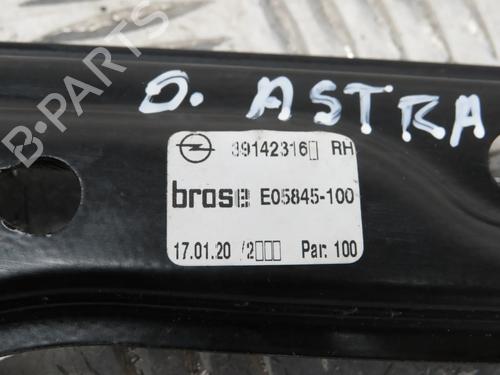 O. ASTRA
39142316▯ RH
brose E05845-100
17.01.20 /2▯▯▯ Par: 100
B-PARTS